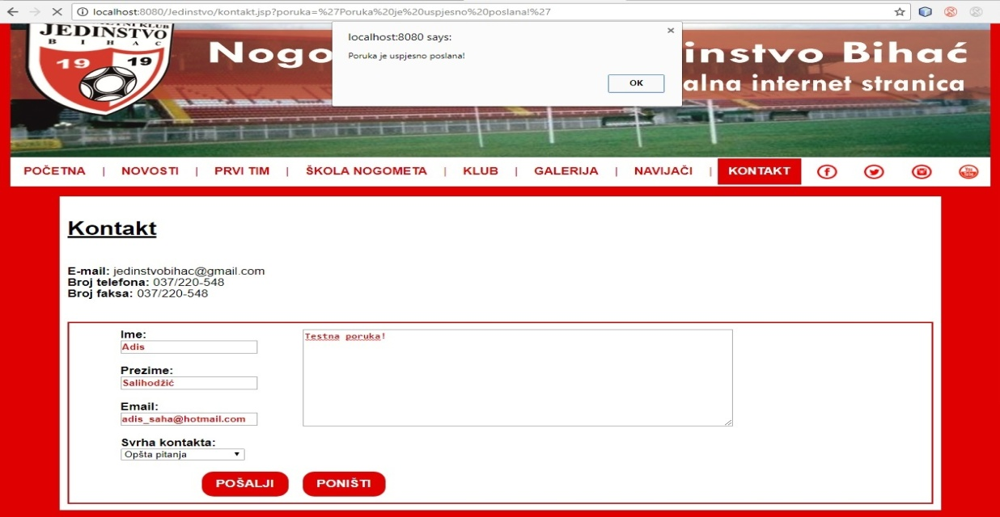 localhost:8080/Jedinstvo/kontakt.jsp?poruka=%27Poruka%20je%20uspjesno%20poslana!%27
localhost:8080 says:
Poruka je uspjesno poslana!
OK
KLUB
JEDINSTVO
BIHAĆ
19 19
Nogo instvo Bihać
alna internet stranica
POČETNA | NOVOSTI | PRVI TIM | ŠKOLA NOGOMETA | KLUB | GALERIJA | NAVIJAČI | KONTAKT
Kontakt
E-mail: jedinstvobihac@gmail.com
Broj telefona: 037/220-548
Broj faksa: 037/220-548
Ime:
Adis
Prezime:
Salihodžić
Email:
adis_saha@hotmail.com
Svrha kontakta:
Opšta pitanja
Testna poruka!
POŠALJI PONIŠTI